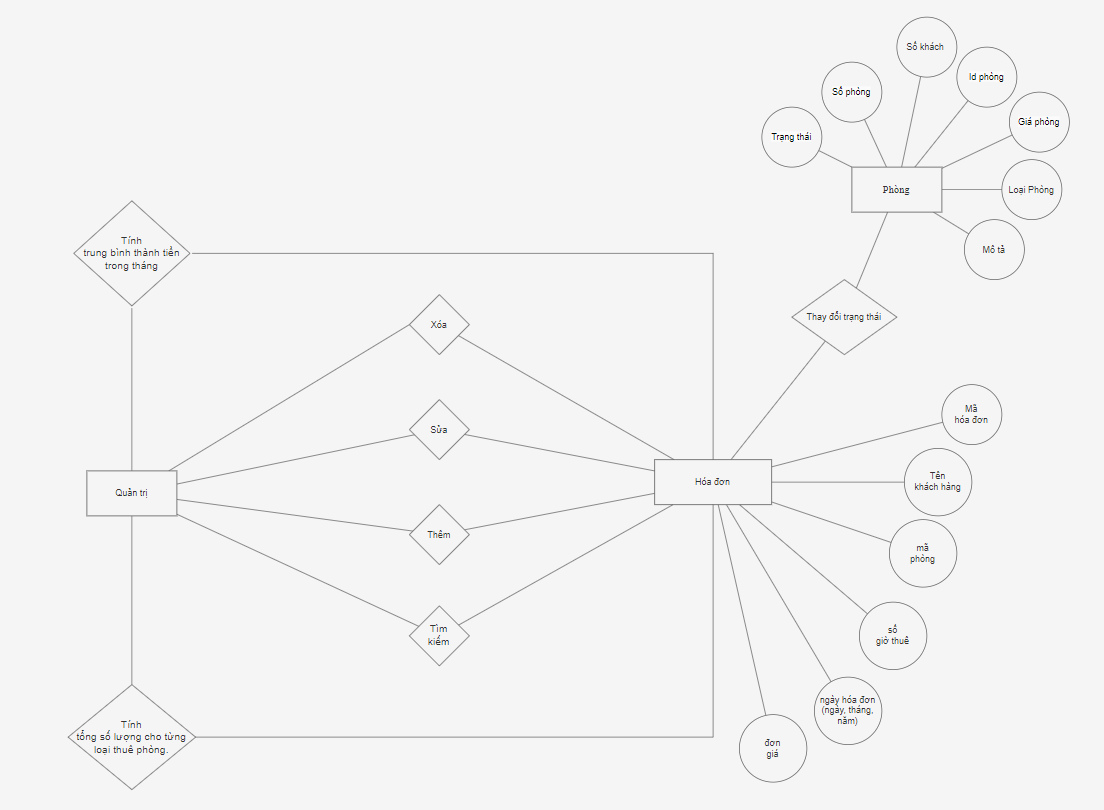 Số khách
Id phòng
Số phòng
Giá phòng
Trạng thái
Phòng
Loại Phòng
Mô tả
Tính
trung bình thành tiền
trong tháng
Xóa
Thay đổi trạng thái
Sửa
Mã
hóa đơn
Quản trị
Hóa đơn
Tên
khách hàng
Thêm
mã
phòng
Tìm
kiếm
số
giờ thuê
ngày hóa đơn
(ngày, tháng,
năm)
Tính
tổng số lượng cho từng
loại thuê phòng.
đơn
giá